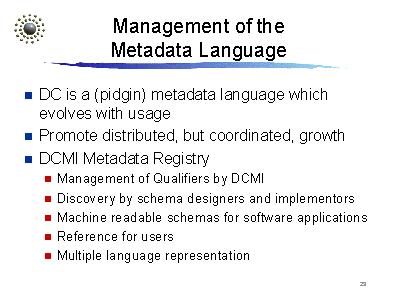 Management of the
Metadata Language
DC is a (pidgin) metadata language which
evolves with usage
Promote distributed, but coordinated, growth
DCMI Metadata Registry
Management of Qualifiers by DCMI
Discovery by schema designers and implementors
Machine readable schemas for software applications
Reference for users
Multiple language representation
29